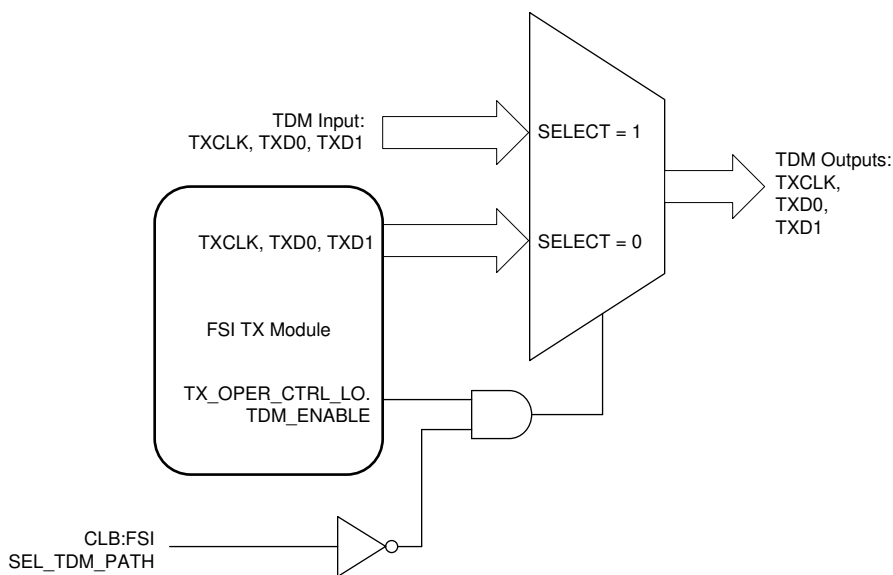 TDM Input:
TXCLK, TXD0, TXD1
SELECT = 1
TDM Outputs:
TXCLK,
TXD0,
TXD1
TXCLK, TXD0, TXD1
SELECT = 0
FSI TX Module
TX_OPER_CTRL_LO.
TDM_ENABLE
CLB:FSI
SEL_TDM_PATH